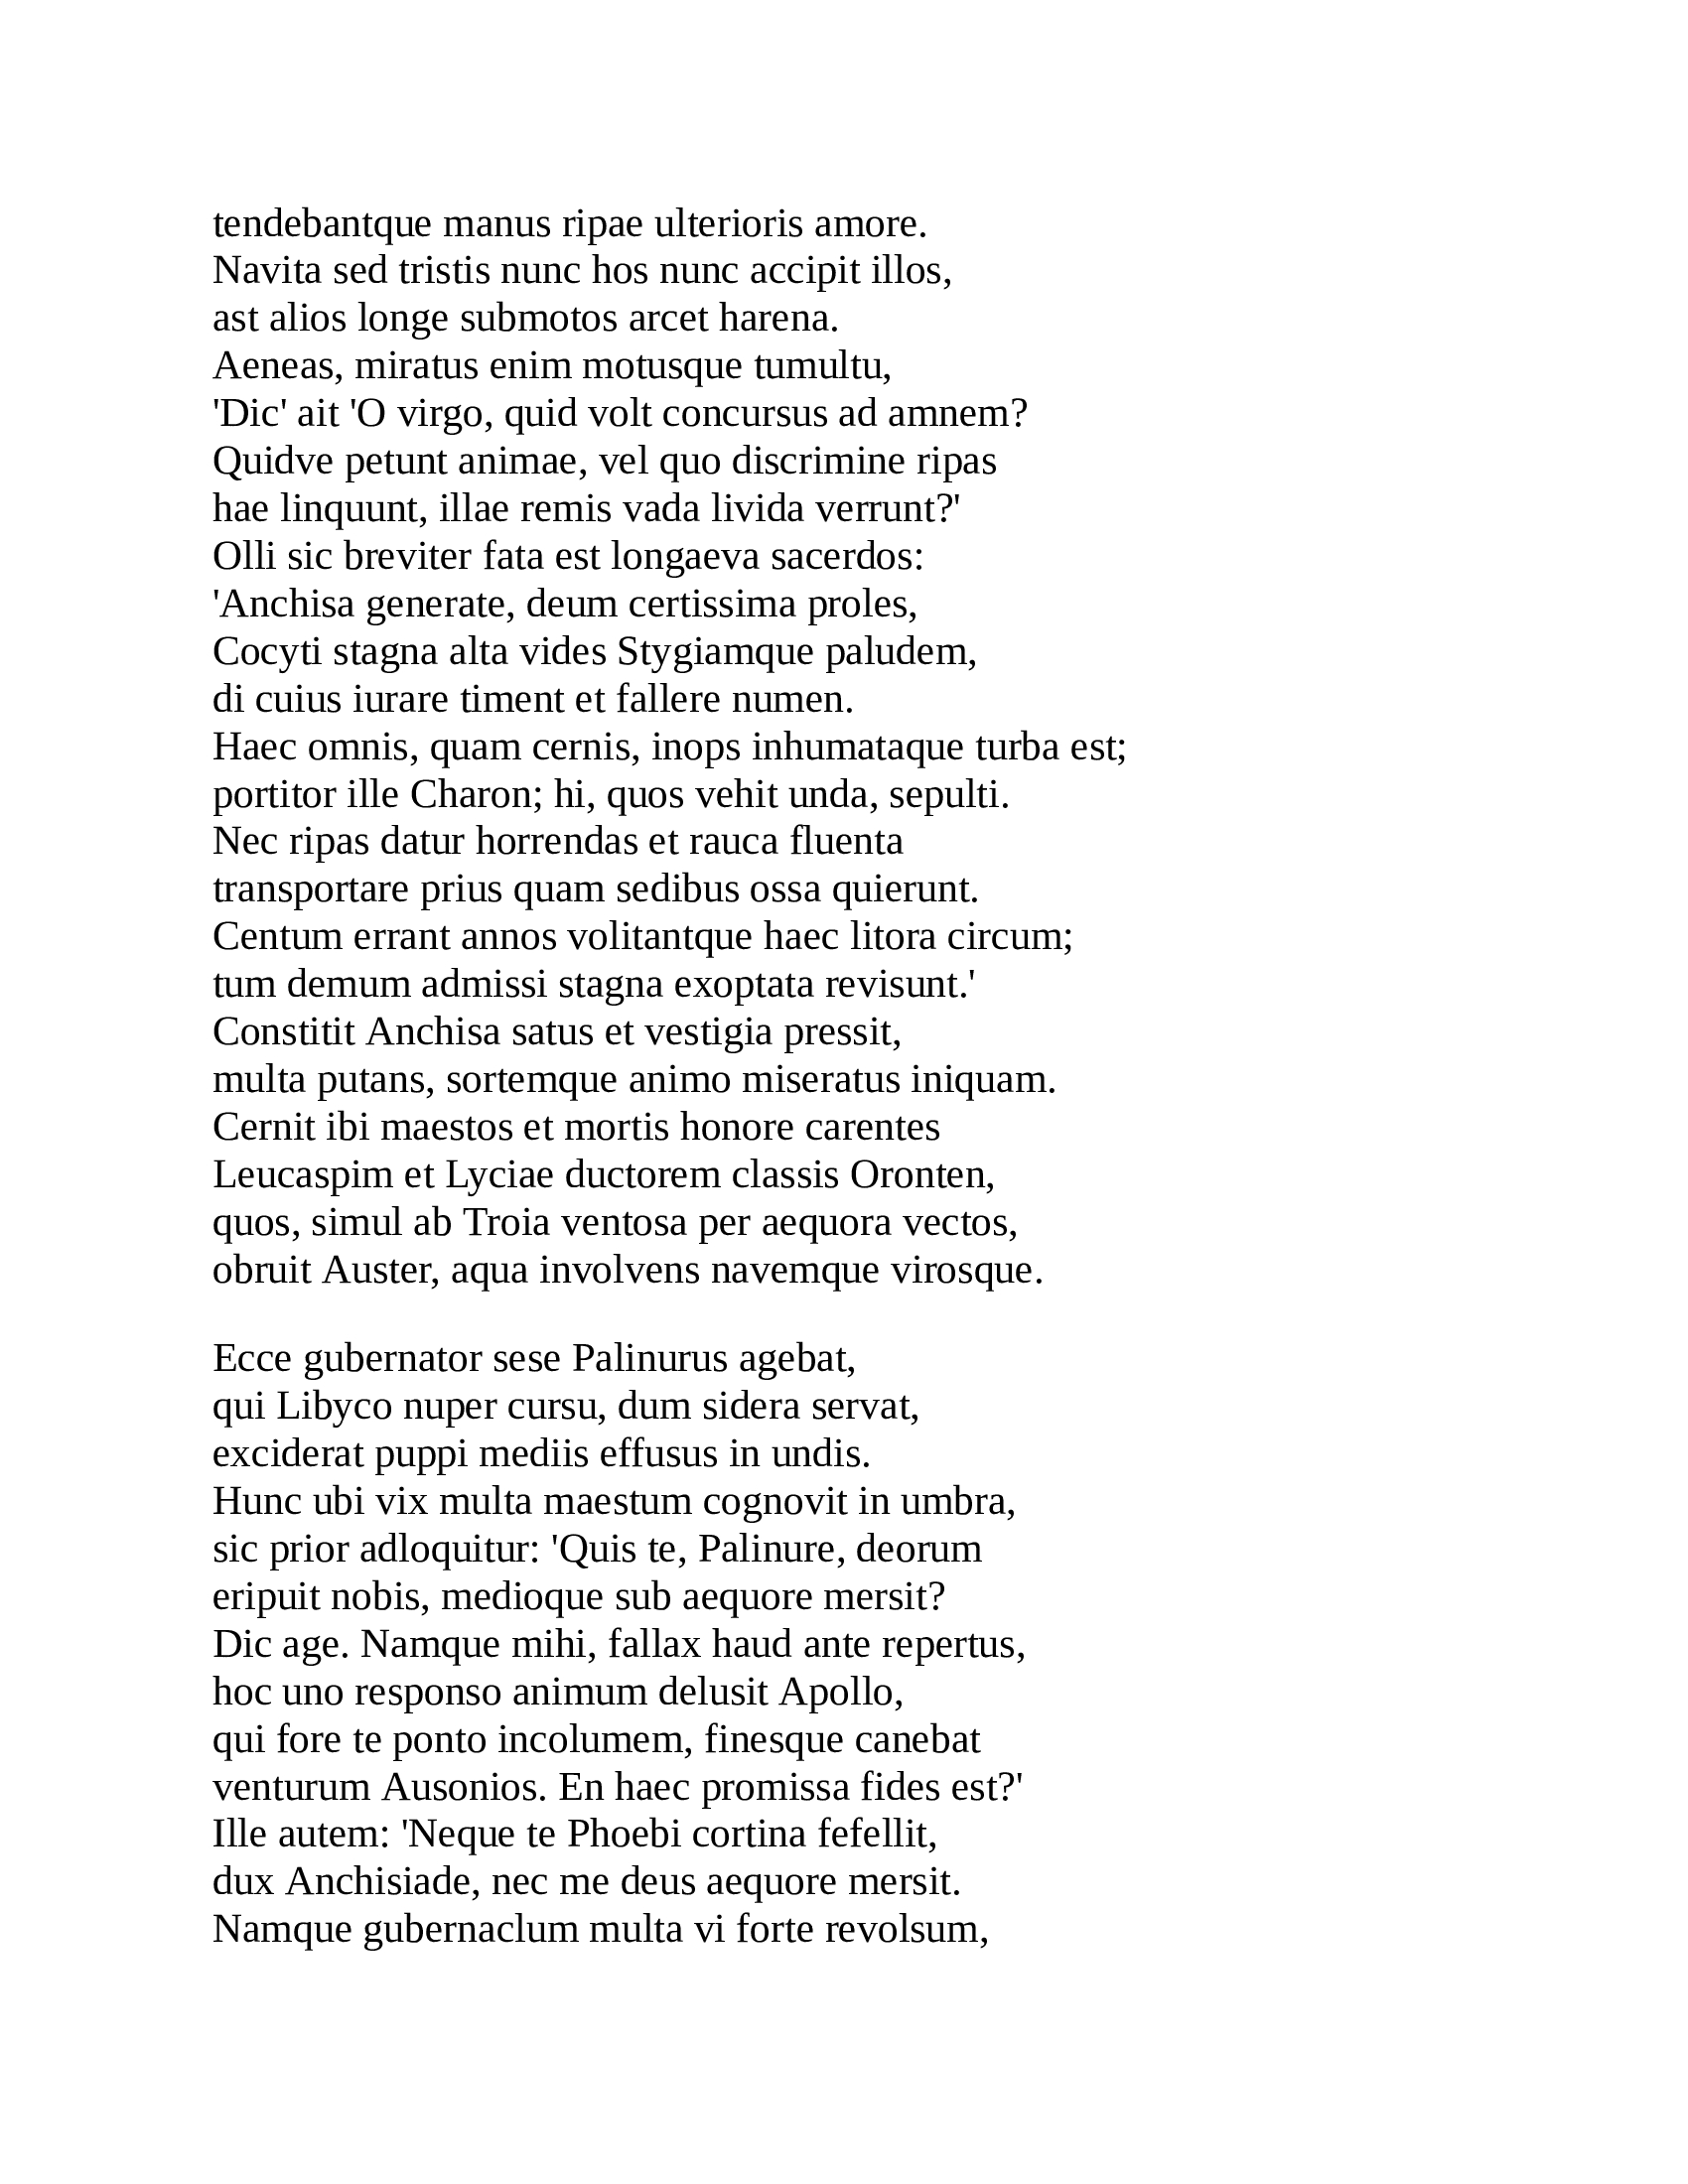 tendebantque manus ripae ulterioris amore.
Navita sed tristis nunc hos nunc accipit illos,
ast alios longe submotos arcet harena.
Aeneas, miratus enim motusque tumultu,
'Dic' ait 'O virgo, quid volt concursus ad amnem?
Quidve petunt animae, vel quo discrimine ripas
hae linquunt, illae remis vada livida verrunt?'
Olli sic breviter fata est longaeva sacerdos:
'Anchisa generate, deum certissima proles,
Cocyti stagna alta vides Stygiamque paludem,
di cuius iurare timent et fallere numen.
Haec omnis, quam cernis, inops inhumataque turba est;
portitor ille Charon; hi, quos vehit unda, sepulti.
Nec ripas datur horrendas et rauca fluenta
transportare prius quam sedibus ossa quierunt.
Centum errant annos volitantque haec litora circum;
tum demum admissi stagna exoptata revisunt.'
Constitit Anchisa satus et vestigia pressit,
multa putans, sortemque animo miseratus iniquam.
Cernit ibi maestos et mortis honore carentes
Leucaspim et Lyciae ductorem classis Oronten,
quos, simul ab Troia ventosa per aequora vectos,
obruit Auster, aqua involvens navemque virosque.

Ecce gubernator sese Palinurus agebat,
qui Libyco nuper cursu, dum sidera servat,
exciderat puppi mediis effusus in undis.
Hunc ubi vix multa maestum cognovit in umbra,
sic prior adloquitur: 'Quis te, Palinure, deorum
eripuit nobis, medioque sub aequore mersit?
Dic age. Namque mihi, fallax haud ante repertus,
hoc uno responso animum delusit Apollo,
qui fore te ponto incolumem, finesque canebat
venturum Ausonios. En haec promissa fides est?'
Ille autem: 'Neque te Phoebi cortina fefellit,
dux Anchisiade, nec me deus aequore mersit.
Namque gubernaclum multa vi forte revolsum,